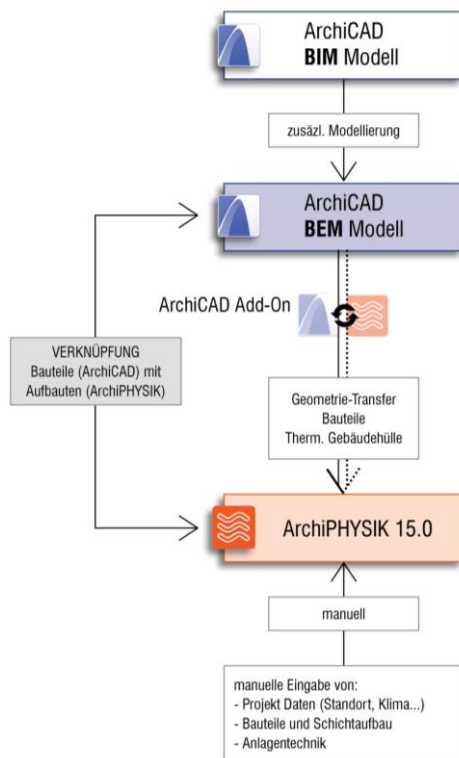 ArchiCAD
BIM Modell
zusäzl. Modellierung
ArchiCAD
BEM Modell
ArchiCAD Add-On
VERKNÜPFUNG
Bauteile (ArchiCAD) mit
Aufbauten (ArchiPHYSIK)
Geometrie-Transfer
Bauteile
Therm. Gebäudehülle
ArchiPHYSIK 15.0
manuell
manuelle Eingabe von:
- Projekt Daten (Standort, Klima...)
- Bauteile und Schichtaufbau
- Anlagentechnik